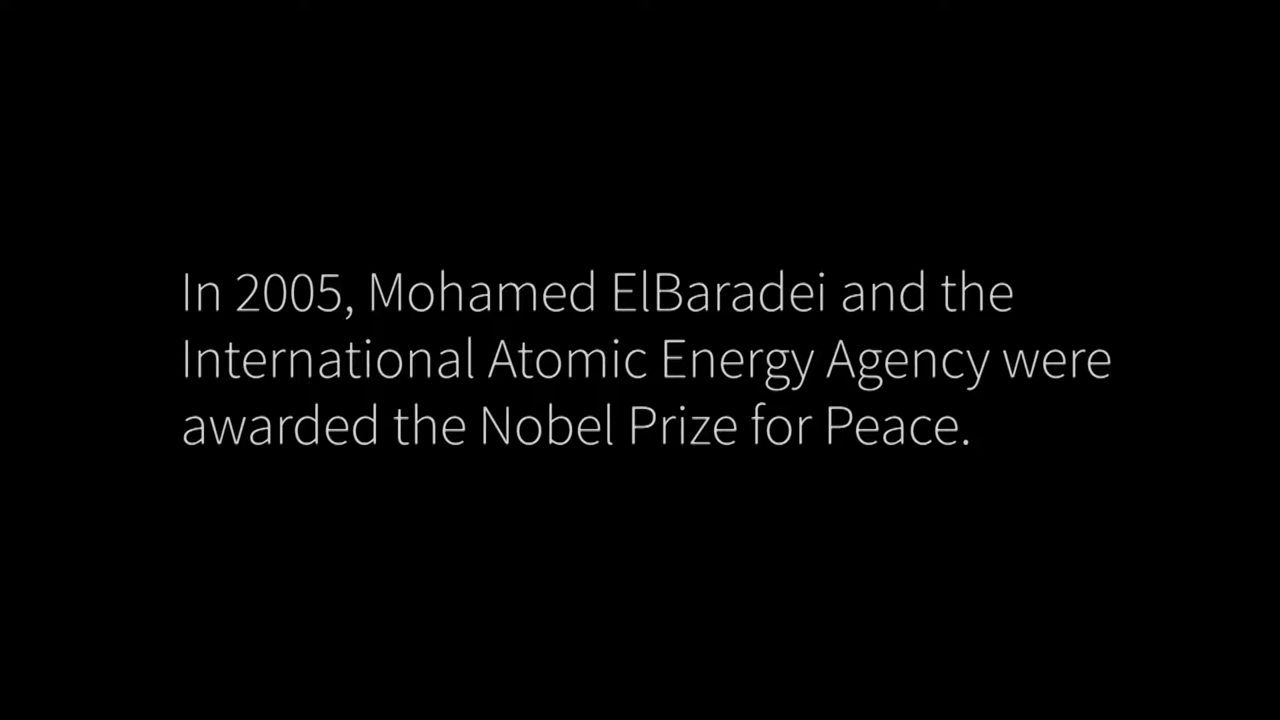 In 2005, Mohamed ElBaradei and the
International Atomic Energy Agency were
awarded the Nobel Prize for Peace.